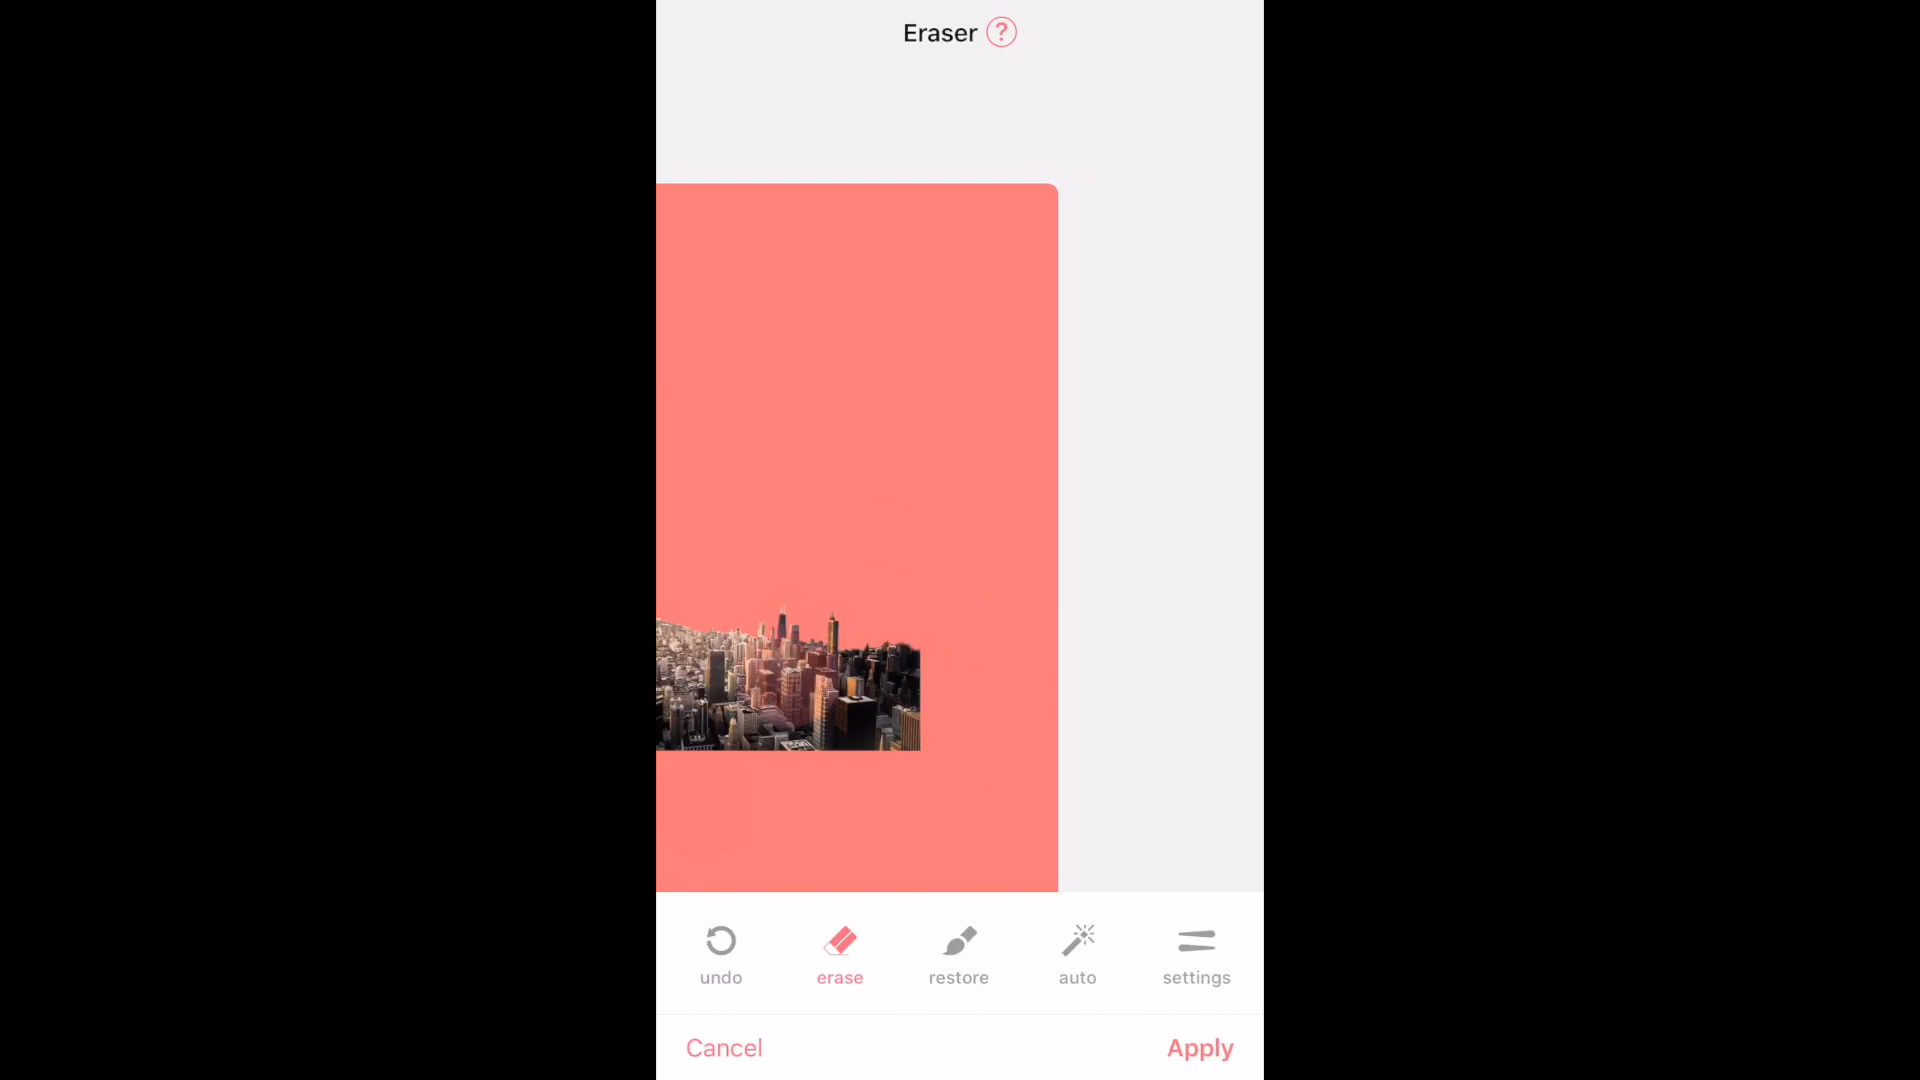 Eraser ?
undo
erase
restore
auto
settings
Cancel
Apply